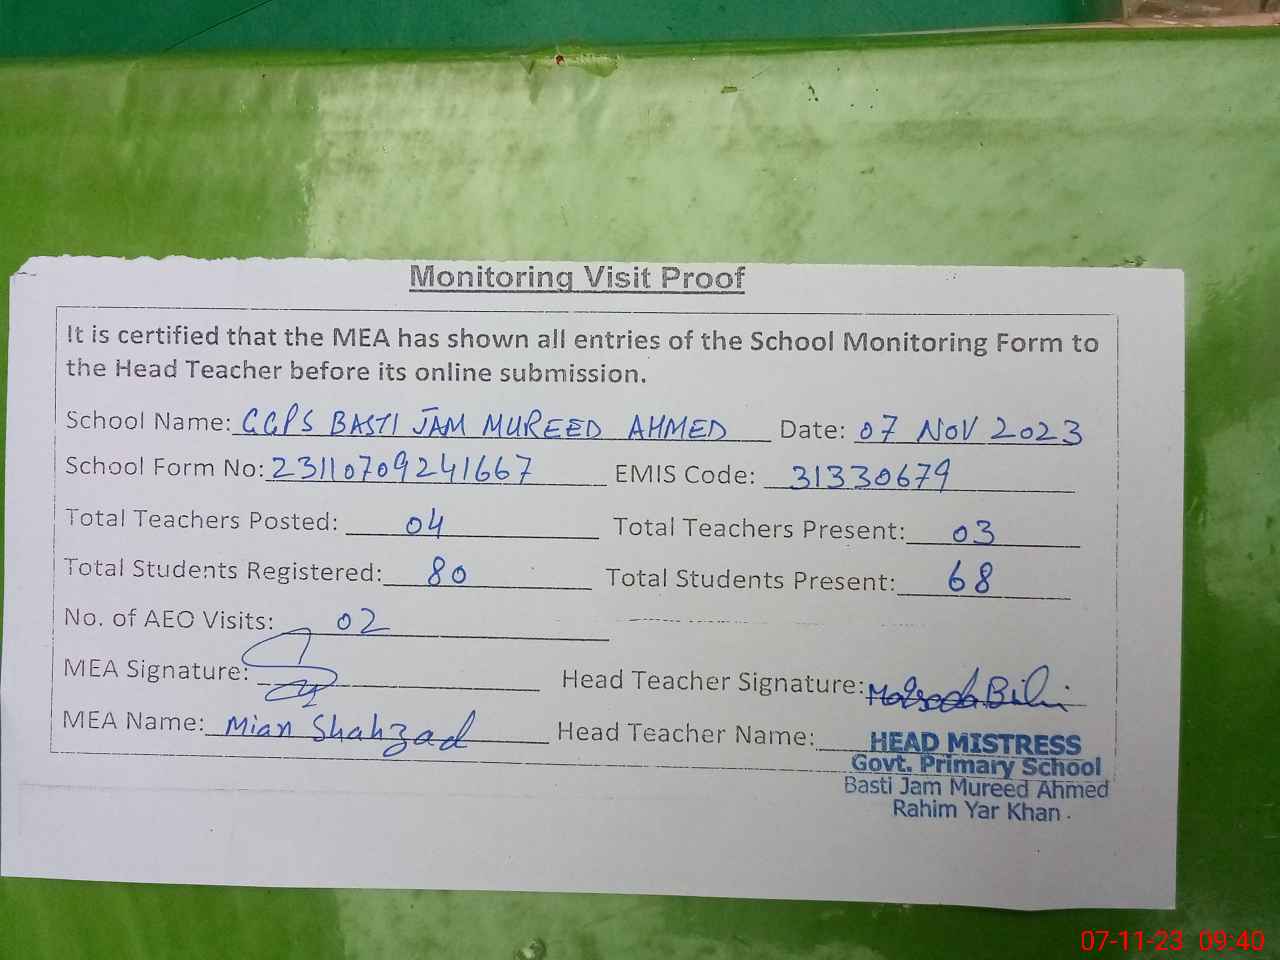 Monitoring Visit Proof
It is certified that the MEA has shown all entries of the School Monitoring Form to
the Head Teacher before its online submission.
School Name: GGPS BASTI JAM MUREED AHMED Date: 07 NOV 2023
School Form No: 23110709241667 EMIS Code: 31330679
Total Teachers Posted: 04 Total Teachers Present: 03
Total Students Registered: 80 Total Students Present: 68
No. of AEO Visits: 02
MEA Signature: Head Teacher Signature:
MEA Name: Mian Shahzad Head Teacher Name:
HEAD MISTRESS
Govt. Primary School
Basti Jam Mureed Ahmed
Rahim Yar Khan.
07-11-23 09:40